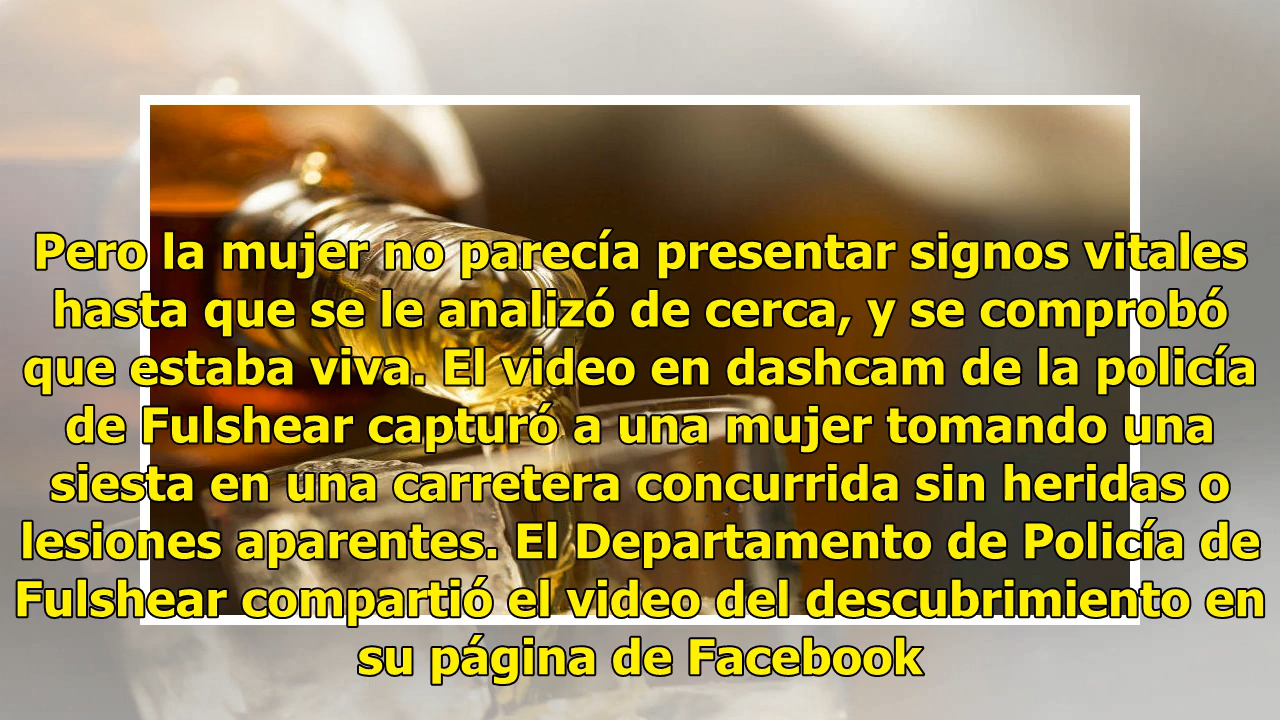 Pero la mujer no parecía presentar signos vitales
hasta que se le analizó de cerca, y se comprobó
que estaba viva. El video en dashcam de la policía
de Fulshear capturó a una mujer tomando una
siesta en una carretera concurrida sin heridas o
lesiones aparentes. El Departamento de Policía de
Fulshear compartió el video del descubrimiento en
su página de Facebook